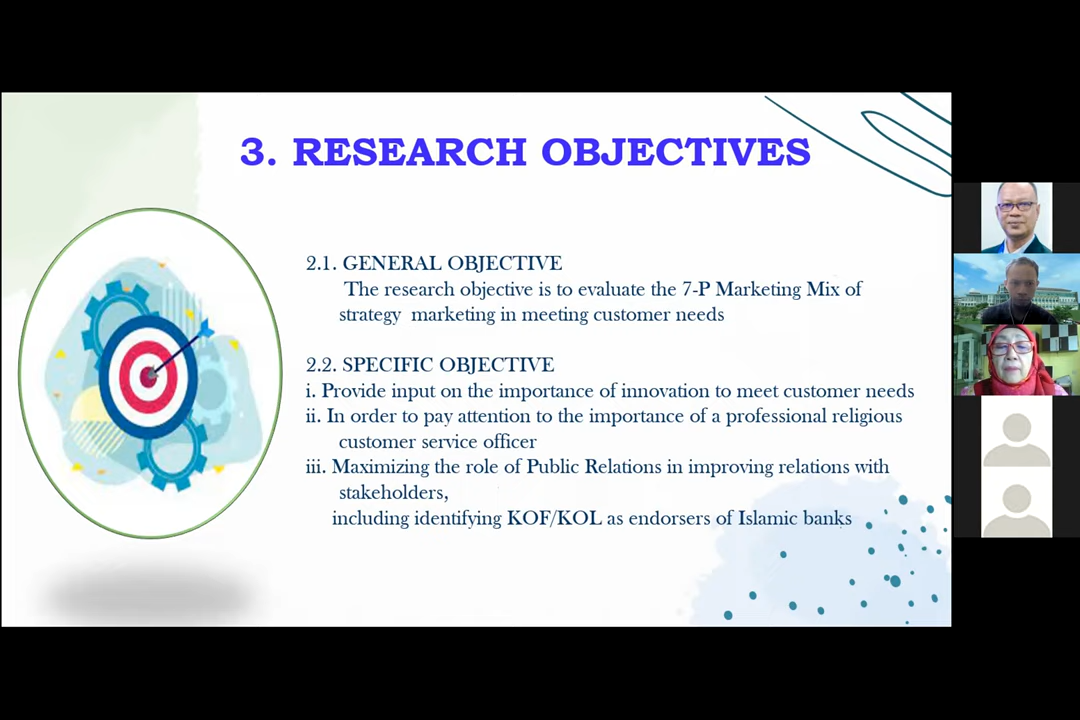 3. RESEARCH OBJECTIVES
2.1. GENERAL OBJECTIVE
The research objective is to evaluate the 7-P Marketing Mix of
strategy marketing in meeting customer needs
2.2. SPECIFIC OBJECTIVE
i. Provide input on the importance of innovation to meet customer needs
ii. In order to pay attention to the importance of a professional religious
customer service officer
iii. Maximizing the role of Public Relations in improving relations with
stakeholders,
including identifying KOF/KOL as endorsers of Islamic banks